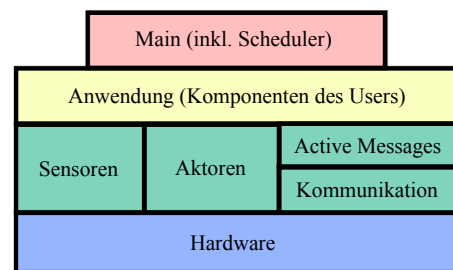 Main (inkl. Scheduler)
Anwendung (Komponenten des Users)
Sensoren
Aktoren
Active Messages
Kommunikation
Hardware